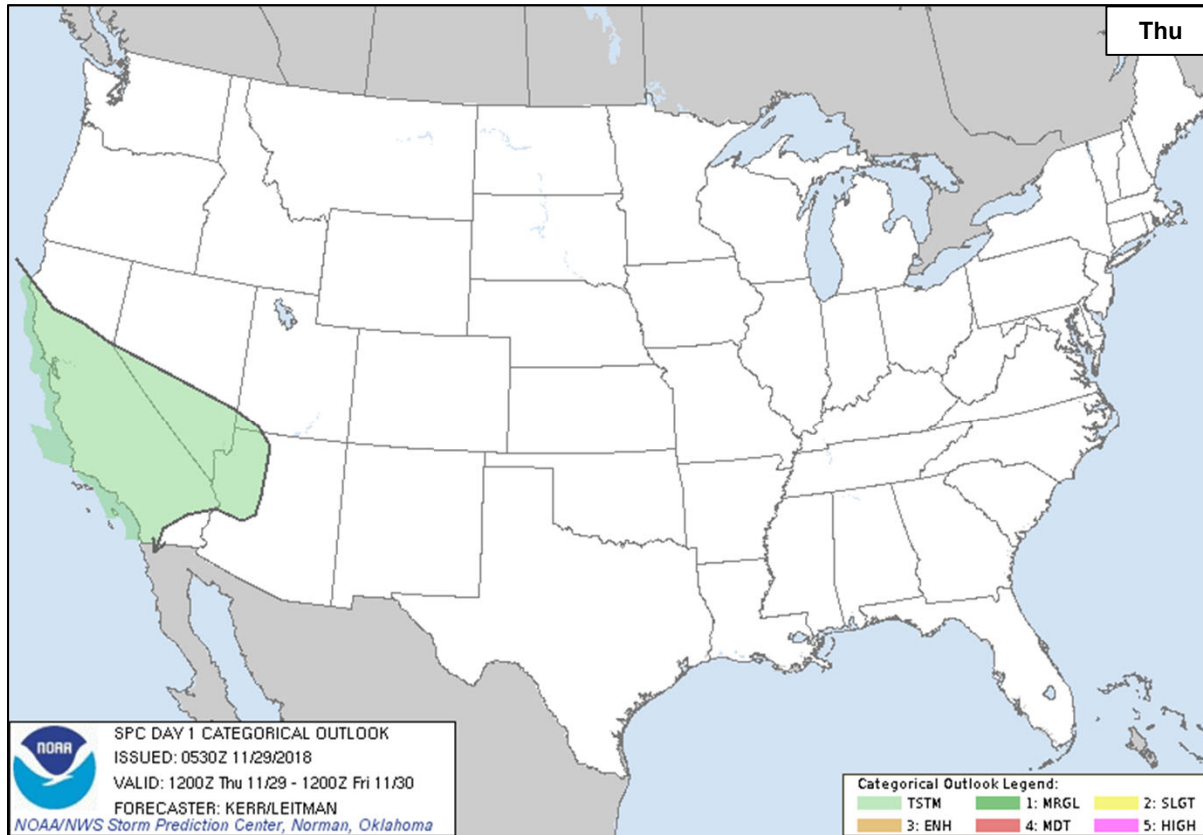 Thu
SPC DAY 1 CATEGORICAL OUTLOOK
ISSUED: 0530Z 11/29/2018
VALID: 1200Z Thu 11/29 - 1200Z Fri 11/30
FORECASTER: KERR/LEITMAN
NOAA/NWS Storm Prediction Center, Norman, Oklahoma
NOAA
Categorical Outlook Legend:
TSTM 1: MRGL 2: SLGT
3: ENH 4: MDT 5: HIGH